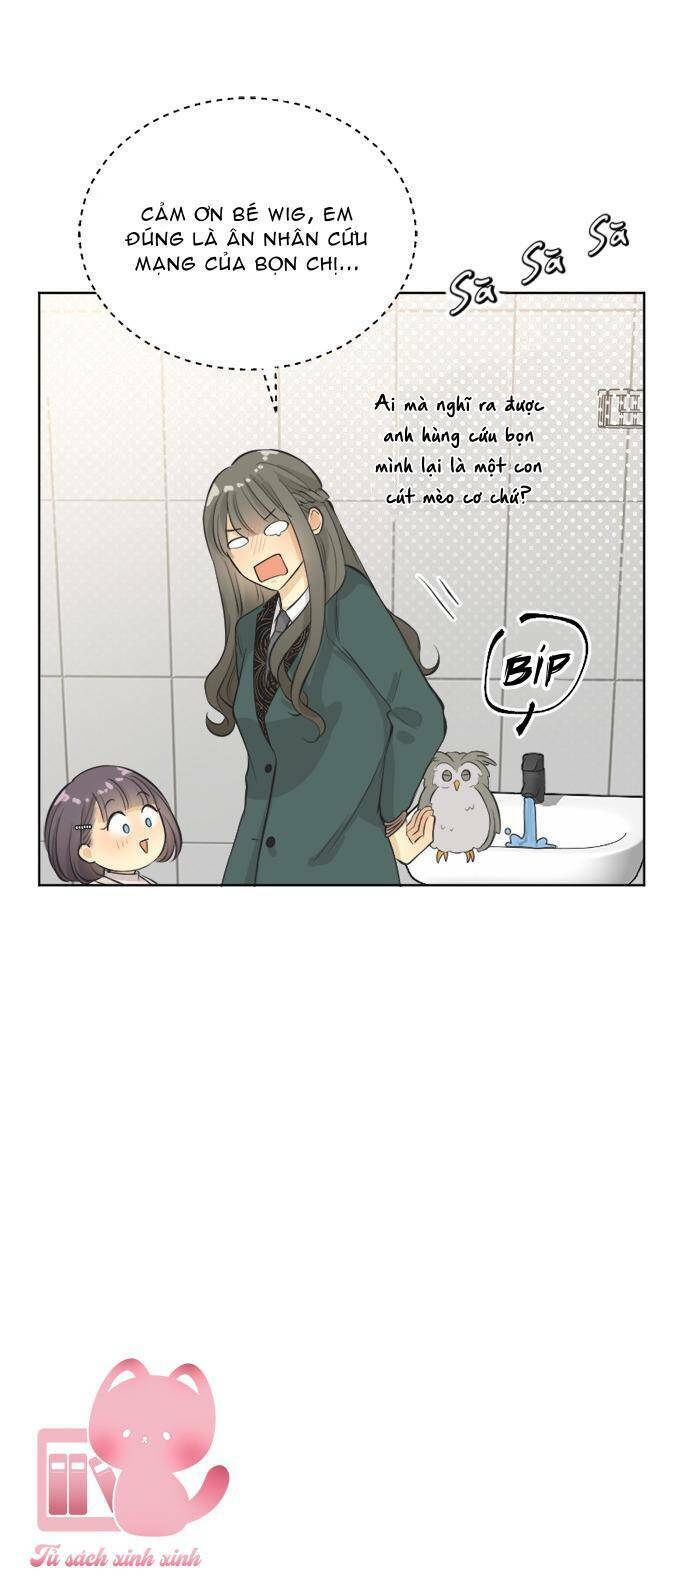 CẢM ƠN BÉ WIG, EM
ĐÚNG LÀ ÂN NHÂN CỨU
MẠNG CỦA BỌN CHỊ...
Sã Sã Sã
Ai mà nghĩ ra được
anh hùng cứu bọn
mình lại là một con
cút mèo cơ chứ?
BÍP
Tủ sách xinh xinh